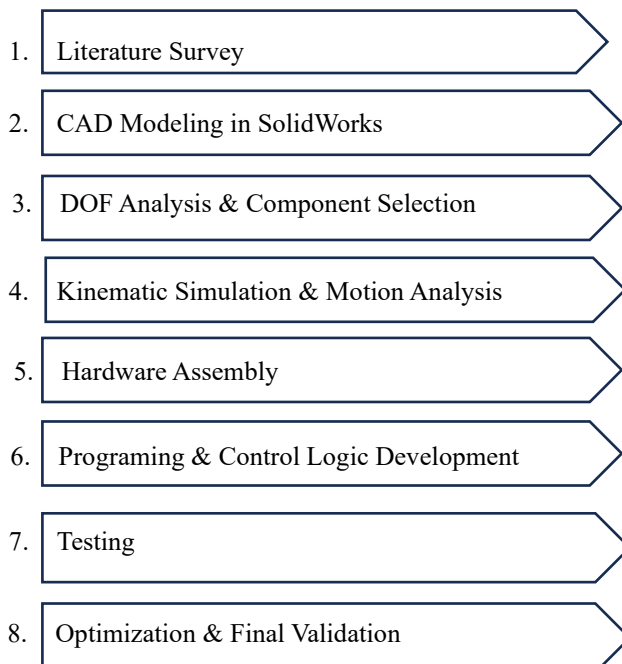 1. Literature Survey
2. CAD Modeling in SolidWorks
3. DOF Analysis & Component Selection
4. Kinematic Simulation & Motion Analysis
5. Hardware Assembly
6. Programing & Control Logic Development
7. Testing
8. Optimization & Final Validation